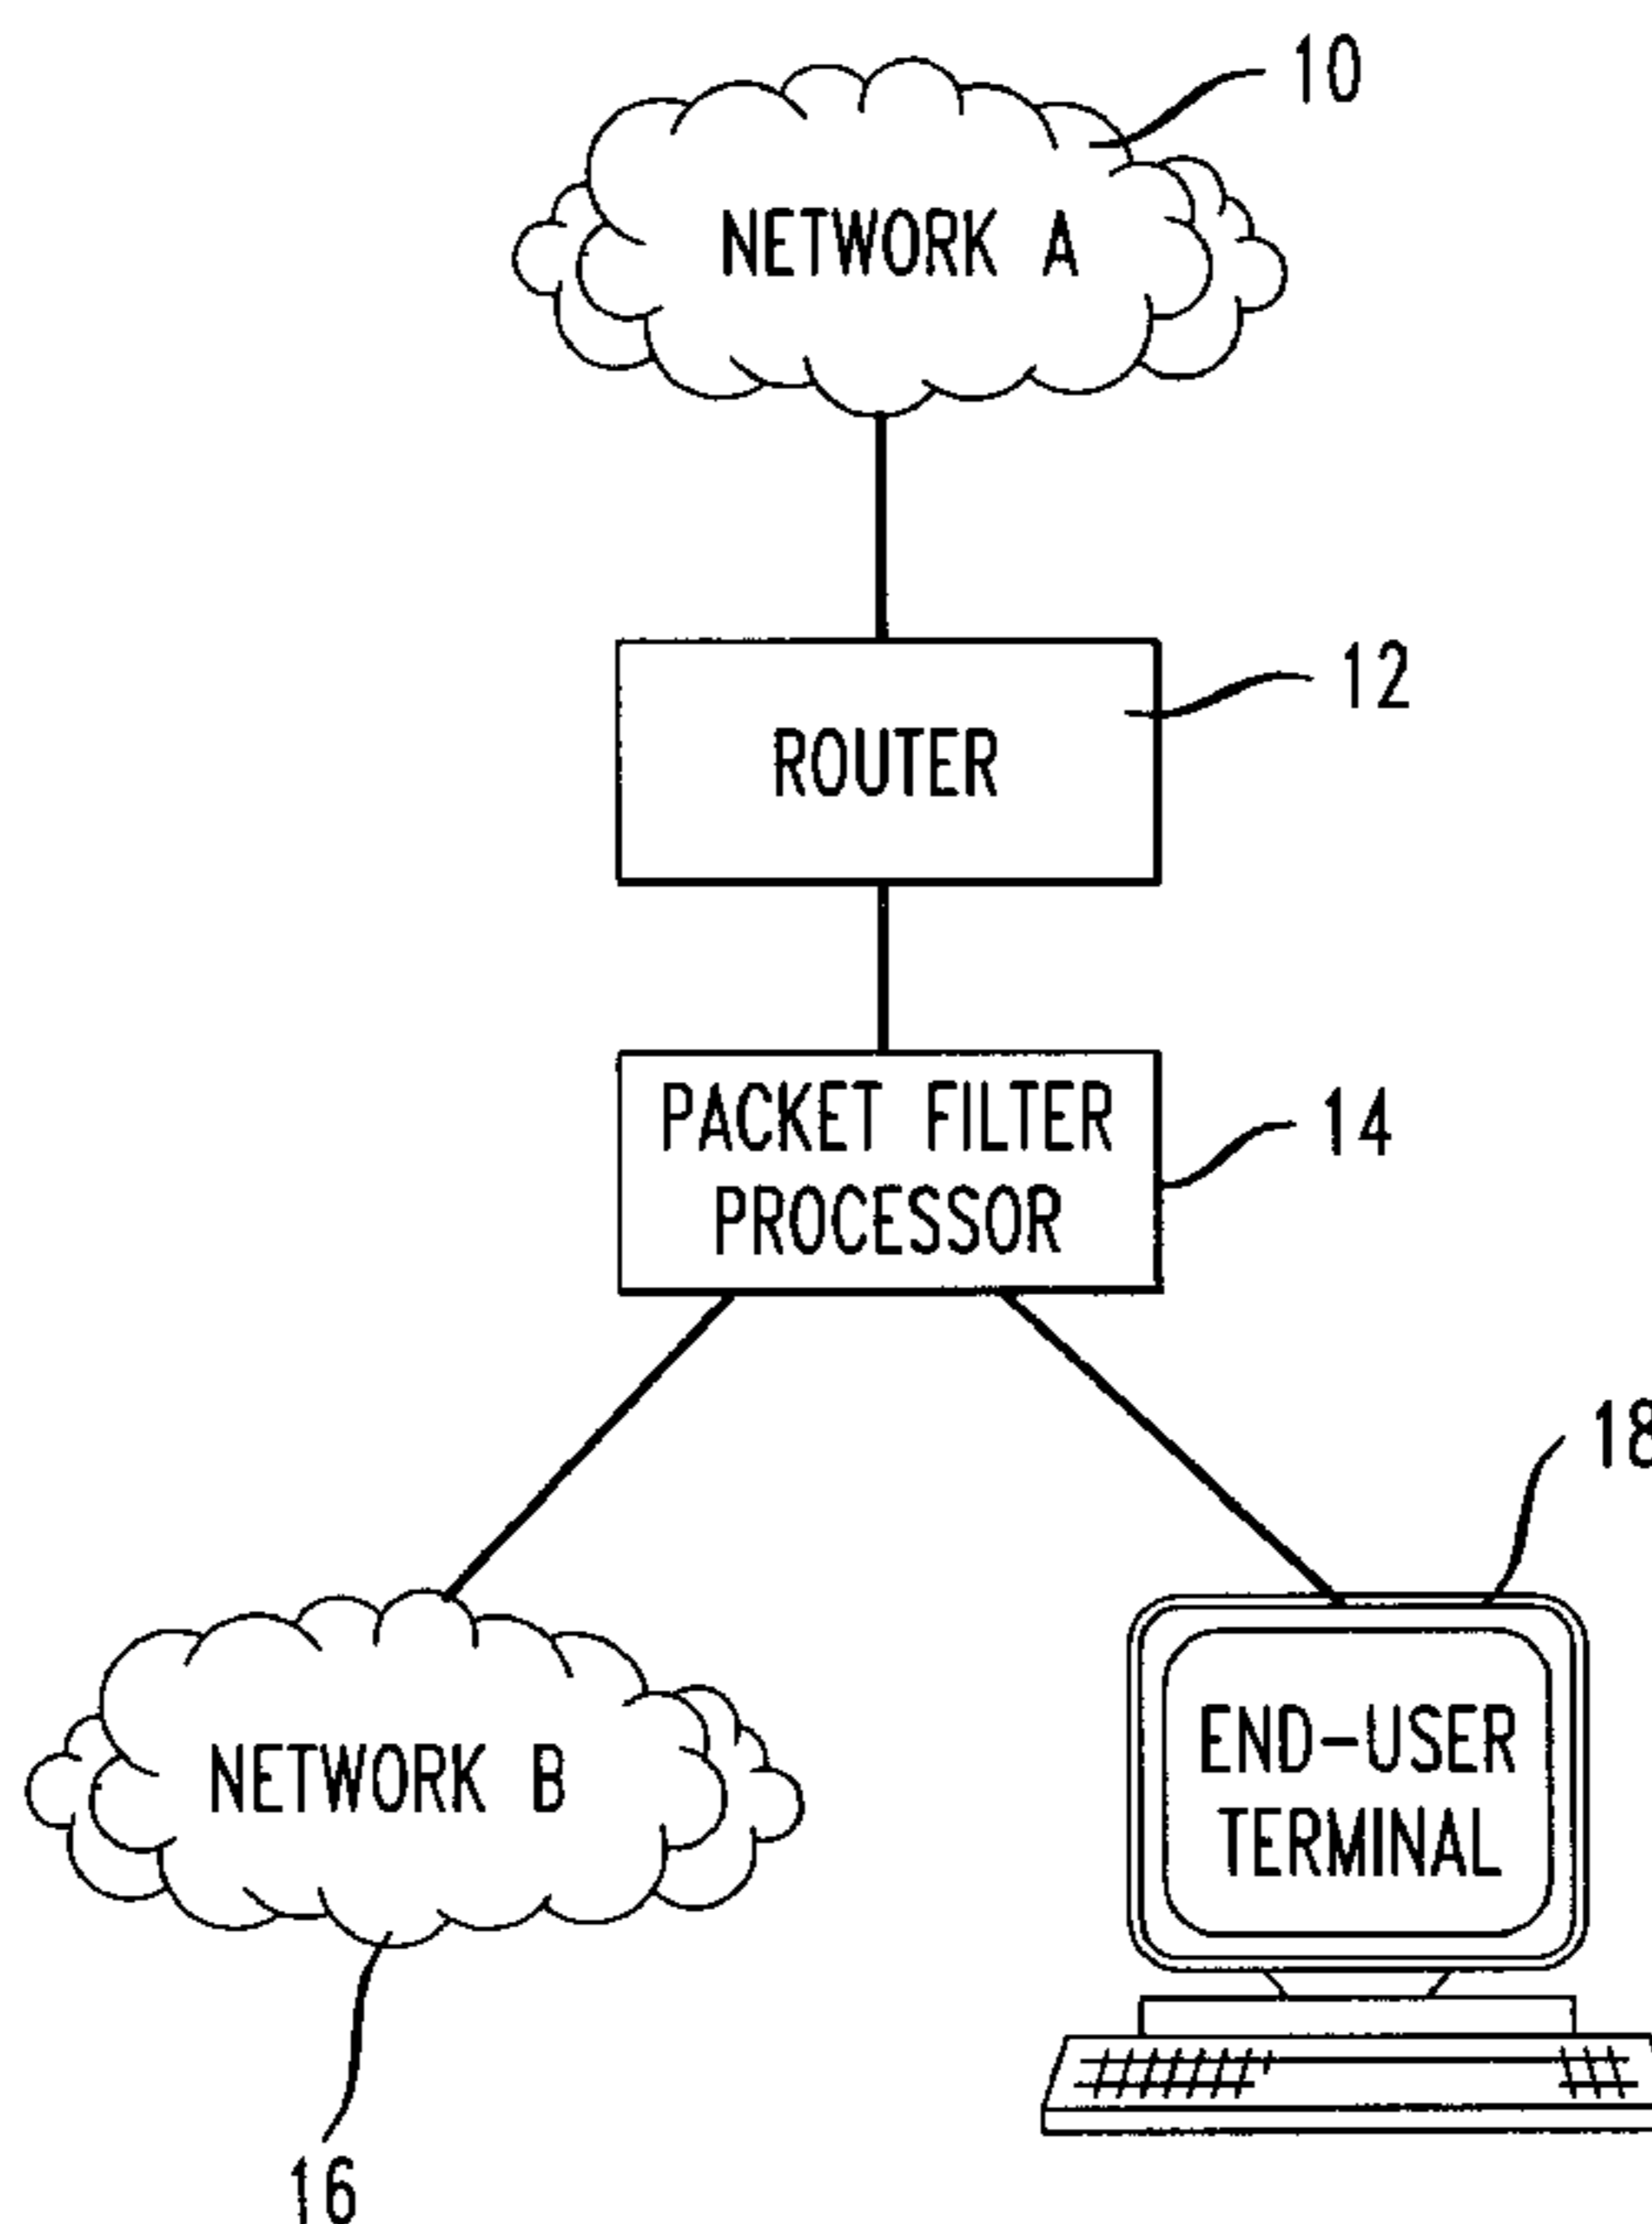 10
NETWORK A
12
ROUTER
PACKET FILTER
PROCESSOR
14
18
NETWORK B
END-USER
TERMINAL
16